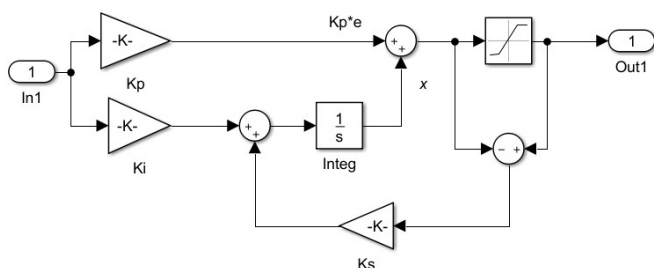 Kp*e
-K-
+
+
1
In1
Kp
x
1
Out1
-K-
+
+
1
s
- +
Ki
Integ
-K-
Ks